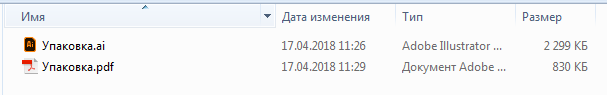 Имя Дата изменения Тип Размер
Ai Упаковка.ai 17.04.2018 11:26 Adobe Illustrator ... 2 299 КБ
Упаковка.pdf 17.04.2018 11:29 Документ Adobe ... 830 КБ